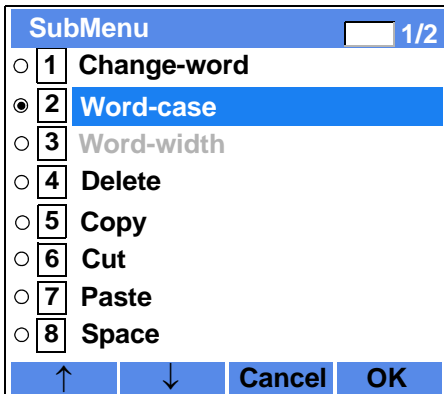 SubMenu 1/2
1 Change-word
2 Word-case
3 Word-width
4 Delete
5 Copy
6 Cut
7 Paste
8 Space
↑ ↓ Cancel OK